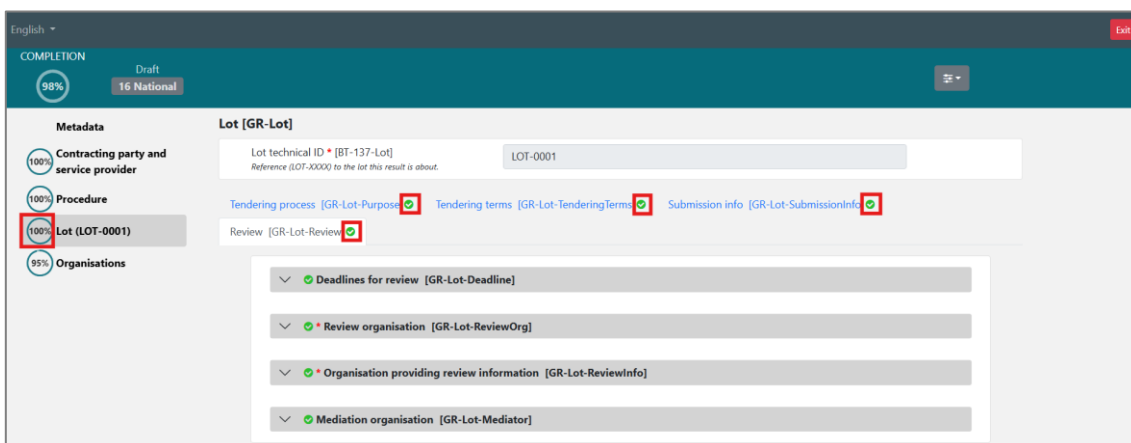 English
Exit
COMPLETION
98%
Draft
16 National
Metadata
100% Contracting party and
service provider
100% Procedure
100% Lot (LOT-0001)
95% Organisations
Lot [GR-Lot]
Lot technical ID * [BT-137-Lot]
Reference (LOT-XXXX) to the lot this result is about.
LOT-0001
Tendering process [GR-Lot-Purpose Tendering terms [GR-Lot-TenderingTerms Submission info [GR-Lot-SubmissionInfo
Review [GR-Lot-Review
Deadlines for review [GR-Lot-Deadline]
* Review organisation [GR-Lot-ReviewOrg]
* Organisation providing review information [GR-Lot-ReviewInfo]
Mediation organisation [GR-Lot-Mediator]